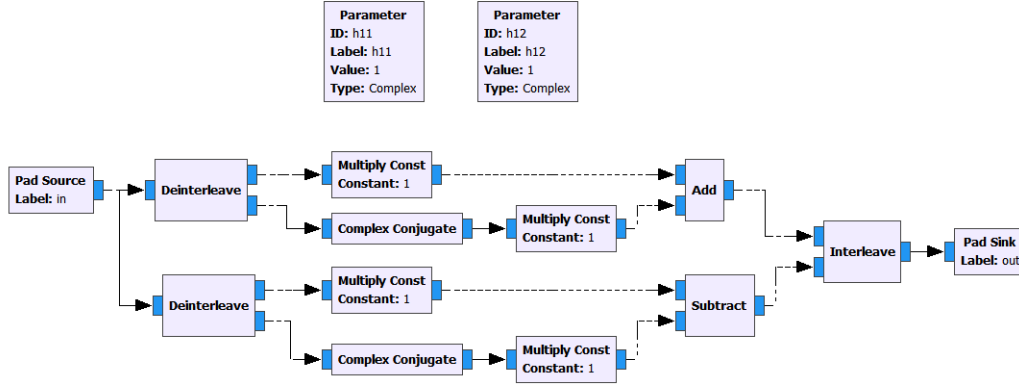 Parameter
ID: h11
Label: h11
Value: 1
Type: Complex
Parameter
ID: h12
Label: h12
Value: 1
Type: Complex
Pad Source
Label: in
Deinterleave
Multiply Const
Constant: 1
Complex Conjugate
Multiply Const
Constant: 1
Add
Deinterleave
Multiply Const
Constant: 1
Complex Conjugate
Multiply Const
Constant: 1
Subtract
Interleave
Pad Sink
Label: out